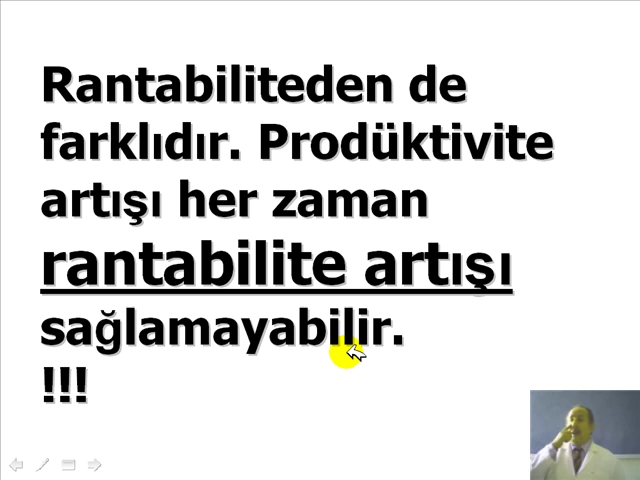 Rantabiliteden de
farklıdır. Prodüktivite
artışı her zaman
rantabilite artışı
sağlamayabilir.
!!!